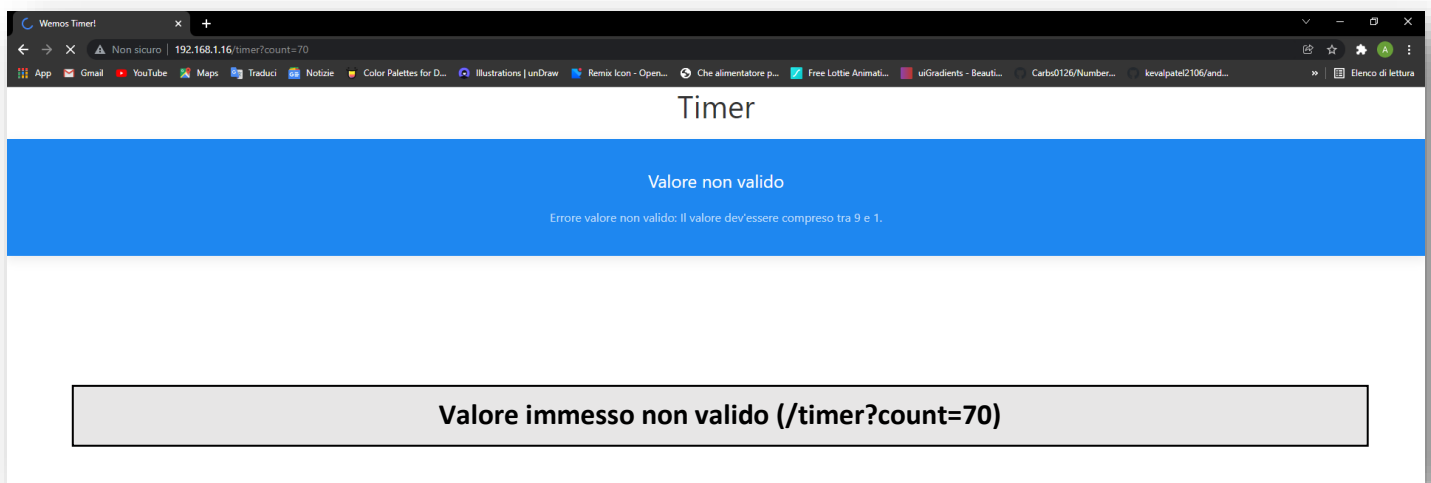 Wemos Timer!
Non sicuro | 192.168.1.16/timer?count=70
App Gmail YouTube Maps Traduci Notizie Color Palettes for D... Illustrations | unDraw Remix Icon - Open... Che alimentatore p... Free Lottie Animati... uiGradients - Beauti... Carbs0126/Number... kevalpatel2106/and... » Elenco di lettura
Timer
Valore non valido
Errore valore non valido: Il valore dev'essere compreso tra 9 e 1.
Valore immesso non valido (/timer?count=70)